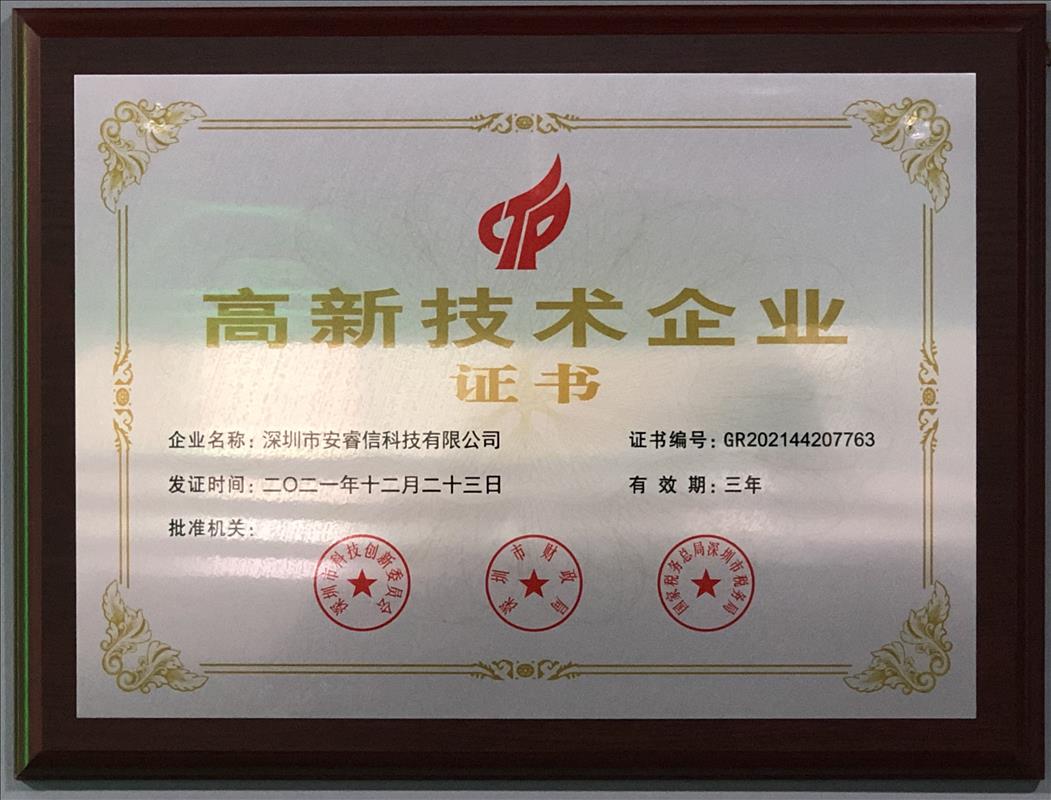 CTP
高新技术企业
证书
企业名称：深圳市安睿信科技有限公司
证书编号：GR202144207763
发证时间：二〇二一年十二月二十三日
有效期：三年
批准机关：
深圳市科技创新委员会
深圳市财政局
国家税务总局深圳市税务局